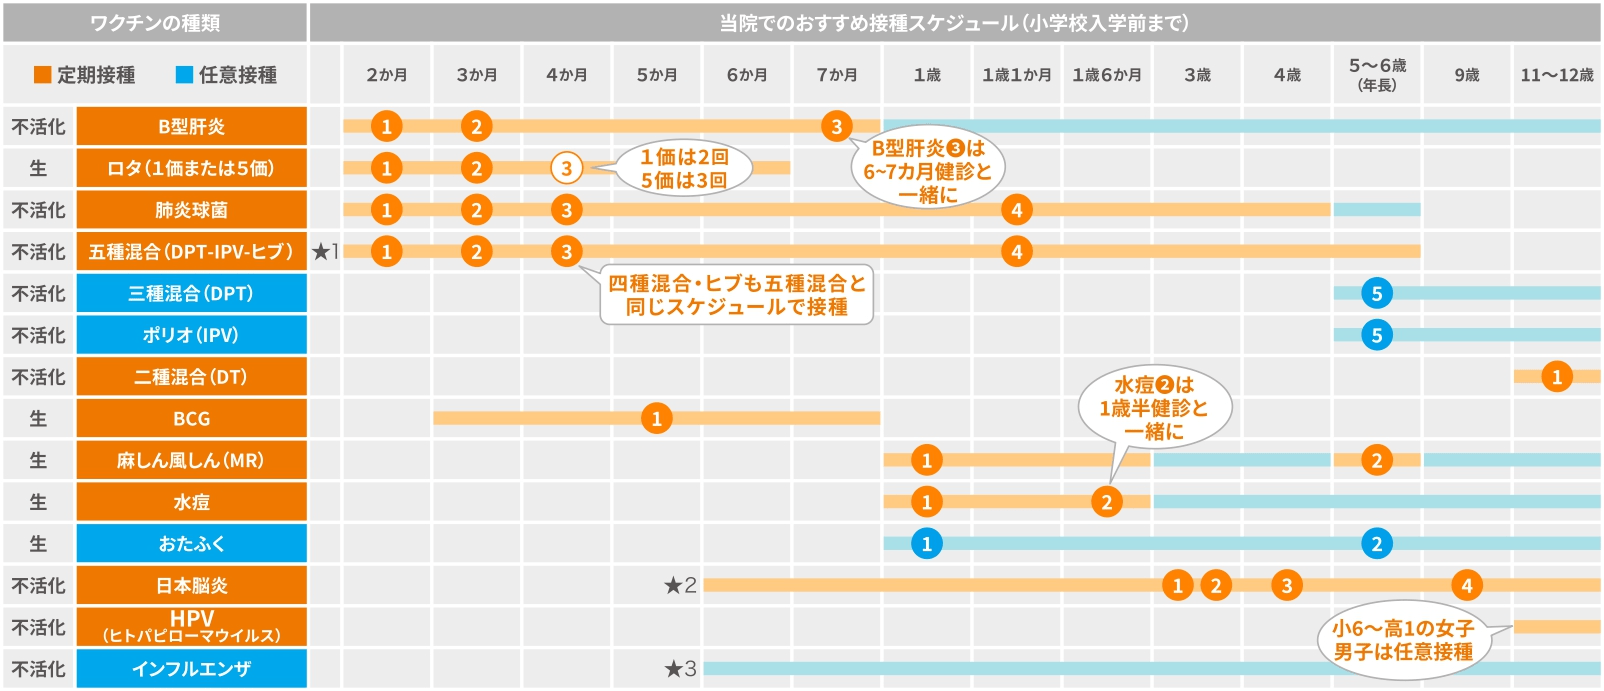 ワクチンの種類
当院でのおすすめ接種スケジュール（小学校入学前まで）
定期接種 任意接種
2か月 3か月 4か月 5か月 6か月 7か月 1歳 1歳1か月 1歳6か月 3歳 4歳 5〜6歳 9歳 11〜12歳
（年長）
不活化 B型肝炎 1 2 3
B型肝炎❸は
6~7カ月健診と
一緒に
生 ロタ（1価または5価） 1 2 3
1価は2回
5価は3回
不活化 肺炎球菌 1 2 3 4
不活化 五種混合（DPT-IPV-ヒブ） ★1 1 2 3 4
四種混合・ヒブも五種混合と
同じスケジュールで接種
不活化 三種混合（DPT） 5
不活化 ポリオ（IPV） 5
不活化 二種混合（DT） 1
生 BCG 1
水痘❷は
1歳半健診と
一緒に
生 麻しん風しん（MR） 1 2
生 水痘 1 2
生 おたふく 1 2
不活化 日本脳炎 ★2 1 2 3 4
不活化 HPV
（ヒトパピローマウイルス）
小6〜高1の女子
男子は任意接種
不活化 インフルエンザ ★3